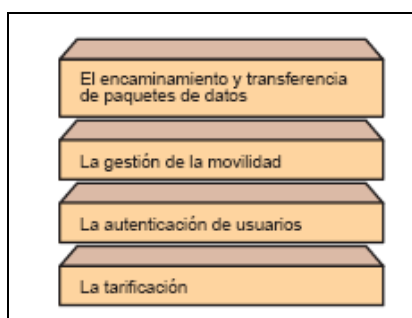 El encaminamiento y transferencia
de paquetes de datos
La gestión de la movilidad
La autenticación de usuarios
La tarificación